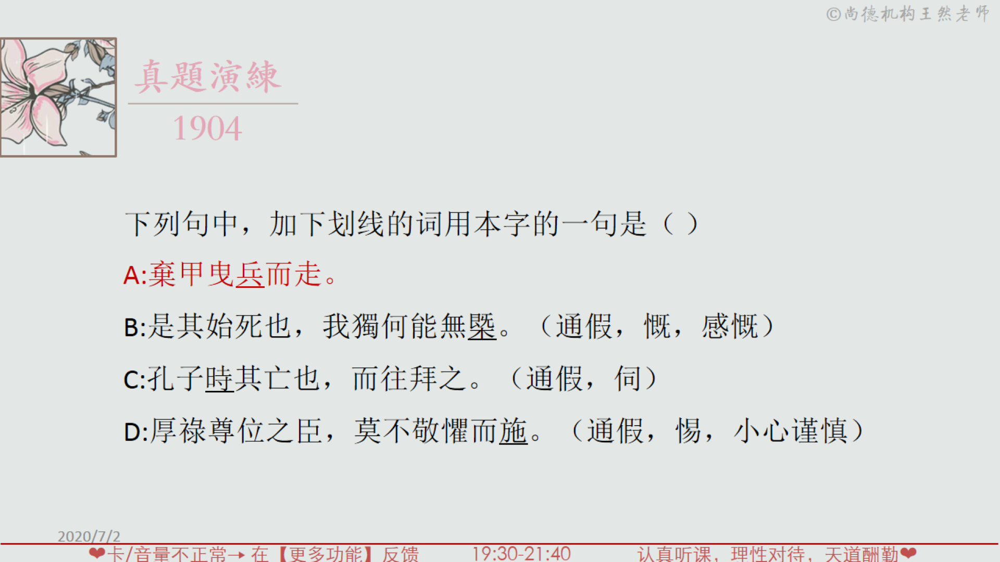 ©尚德机构王然老师
真題演練
1904
下列句中，加下划线的词用本字的一句是（ ）
A:棄甲曳兵而走。
B:是其始死也，我獨何能無槩。（通假，慨，感慨）
C:孔子時其亡也，而往拜之。（通假，伺）
D:厚祿尊位之臣，莫不敬懼而施。（通假，惕，小心谨慎）
2020/7/2
❤卡/音量不正常→ 在【更多功能】反馈 19:30-21:40 认真听课，理性对待，天道酬勤❤